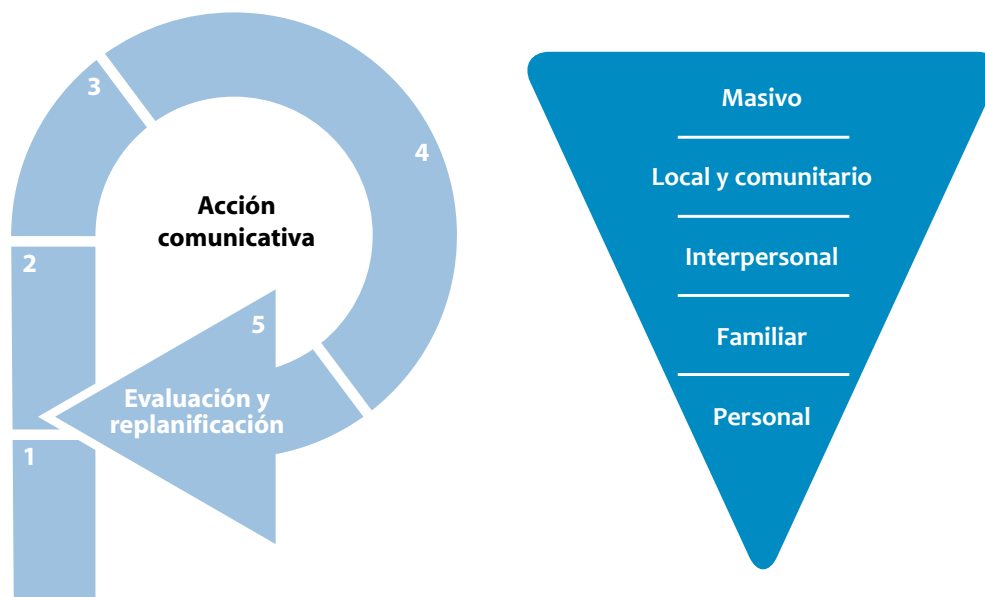 3
4
Acción
comunicativa
2
5
Evaluación y
replanificación
1
Masivo
Local y comunitario
Interpersonal
Familiar
Personal